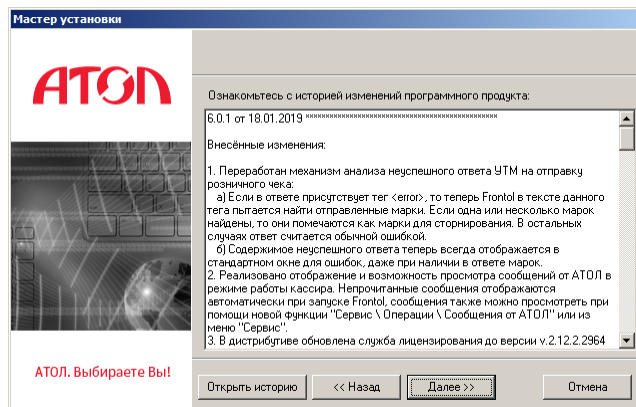 Мастер установки
АТОЛ
Ознакомьтесь с историей изменений программного продукта:
6.0.1 от 18.01.2019 ************************************************
Внесённые изменения:
1. Переработан механизм анализа неуспешного ответа УТМ на отправку
розничного чека:
а) Если в ответе присутствует тег <error>, то теперь Frontol в тексте данного
тега пытается найти отправленные марки. Если одна или несколько марок
найдены, то они помечаются как марки для сторнирования. В остальных
случаях ответ считается обычной ошибкой.
б) Содержимое неуспешного ответа теперь всегда отображается в
стандартном окне для ошибок, даже при наличии в ответе марок.
2. Реализовано отображение и возможность просмотра сообщений от АТОЛ в
режиме работы кассира. Непрочитанные сообщения отображаются
автоматически при запуске Frontol, сообщения также можно просмотреть при
помощи новой функции "Сервис \ Операции \ Сообщения от АТОЛ" или из
меню "Сервис".
3. В дистрибутиве обновлена служба лицензирования до версии v.2.12.2.2964
АТОЛ. Выбираете Вы!
Открыть историю
<< Назад
Далее >>
Отмена